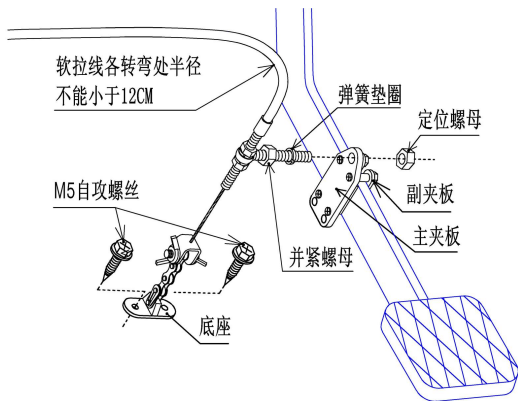 软拉线各转弯处半径
不能小于12CM
弹簧垫圈
定位螺母
M5自攻螺丝
副夹板
主夹板
并紧螺母
底座